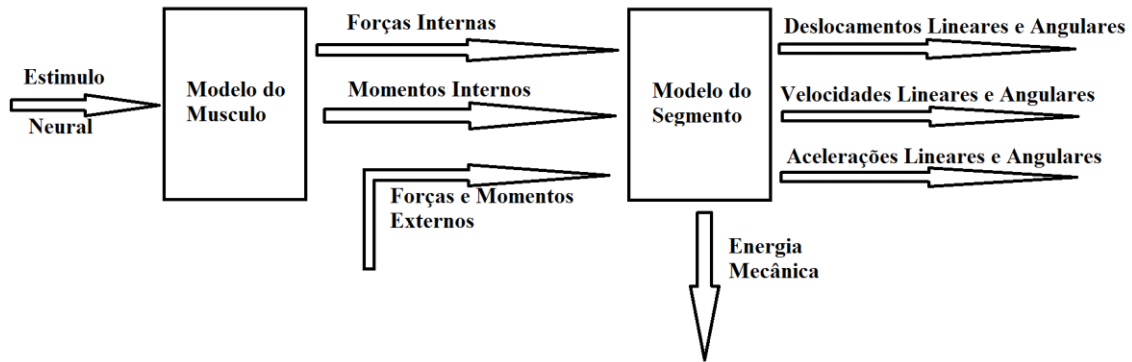 Estimulo
Neural
Modelo do
Musculo
Forças Internas
Momentos Internos
Forças e Momentos
Externos
Modelo do
Segmento
Deslocamentos Lineares e Angulares
Velocidades Lineares e Angulares
Acelerações Lineares e Angulares
Energia
Mecânica